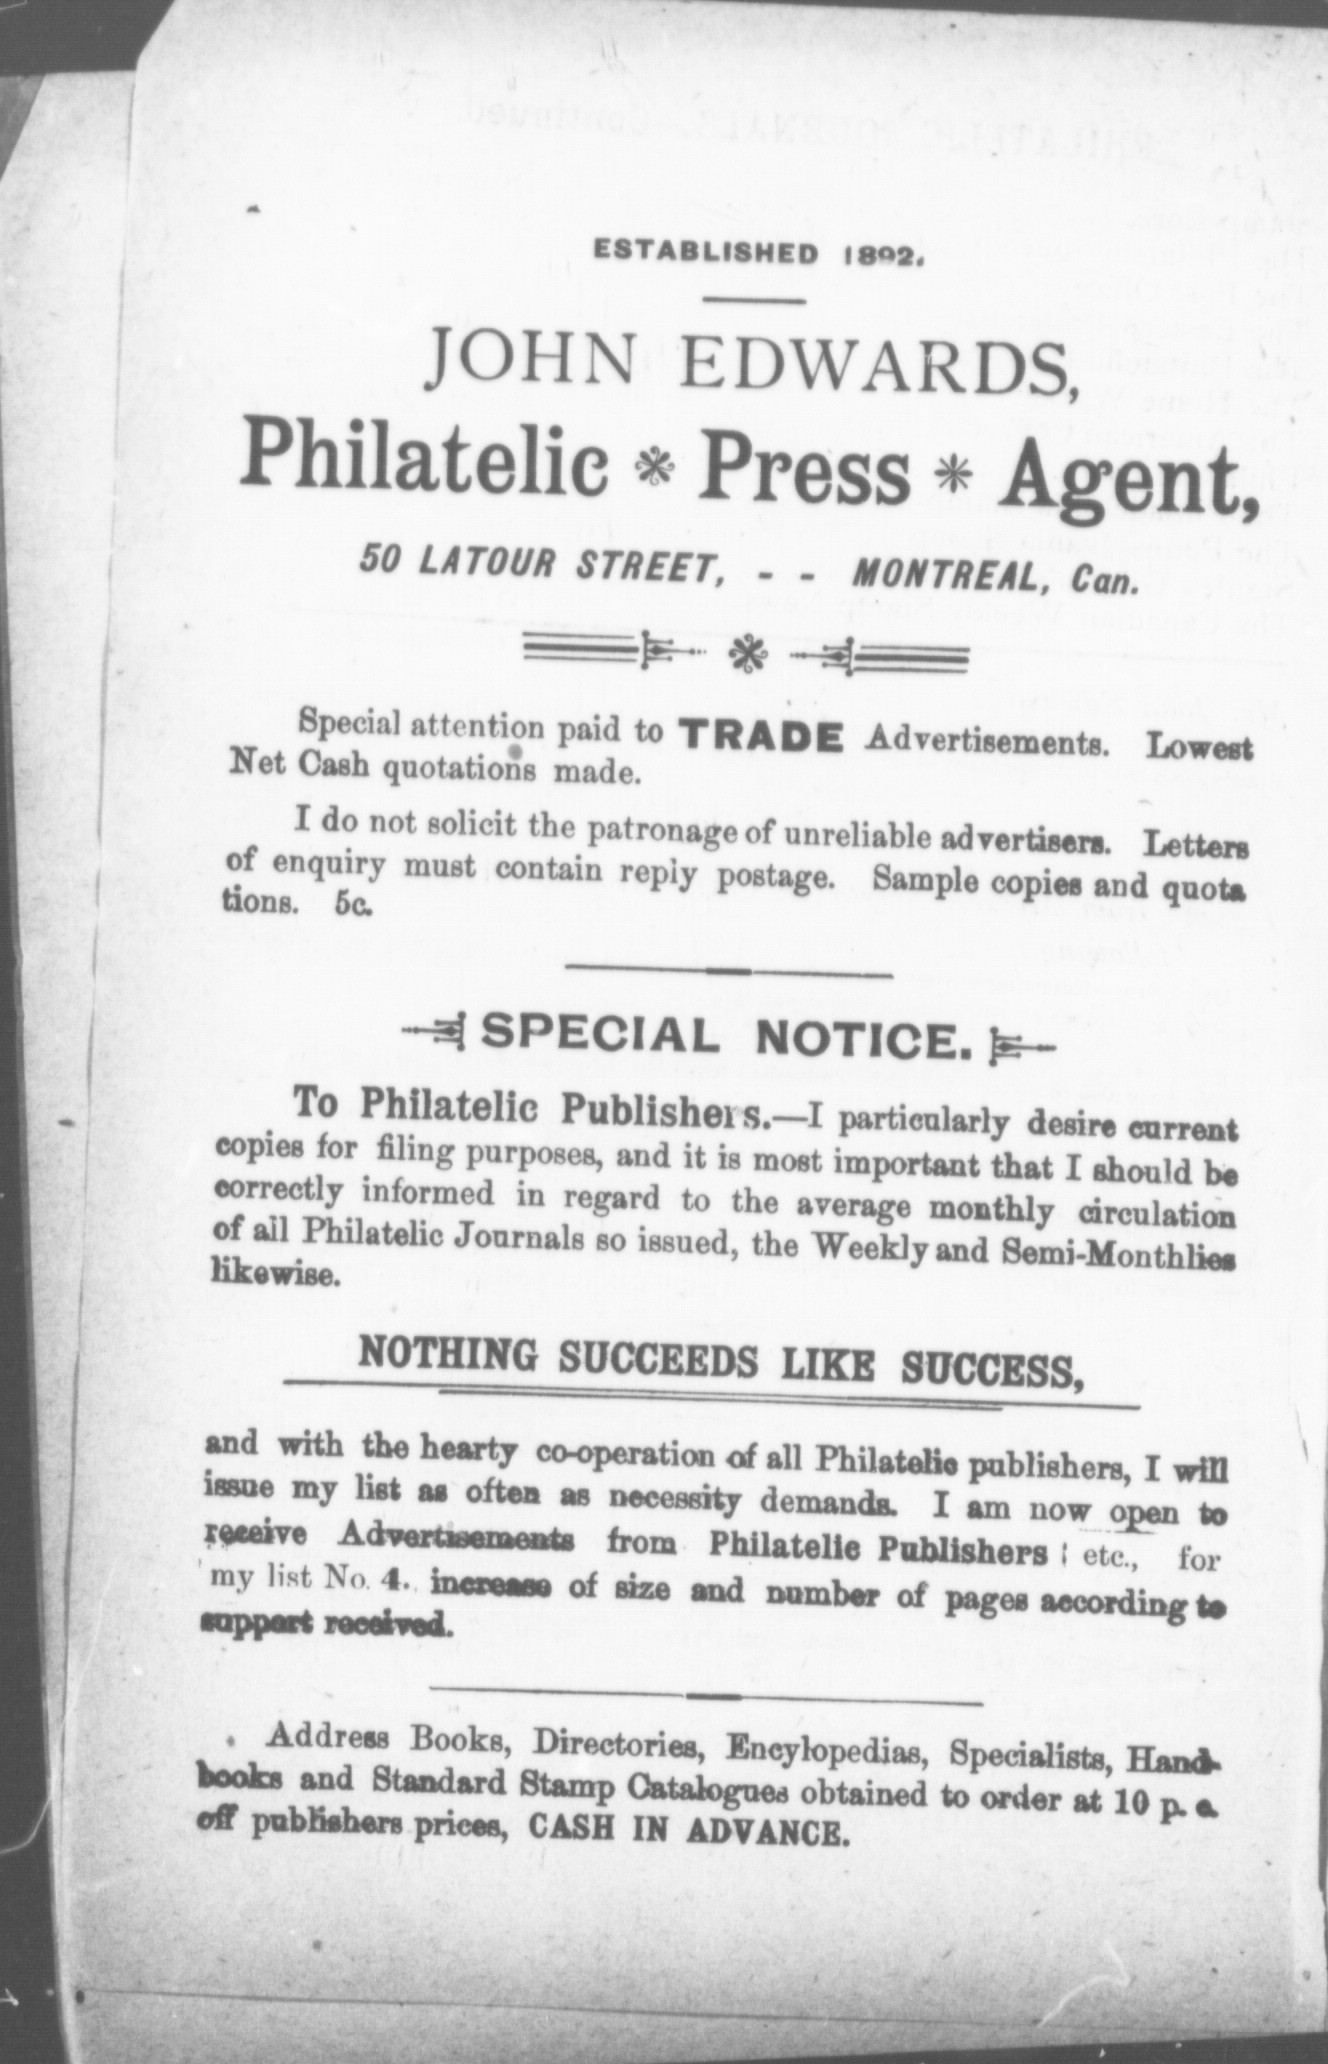 ESTABLISHED 1892.
JOHN EDWARDS,
Philatelic * Press * Agent,
50 LATOUR STREET, - - MONTREAL, Can.
Special attention paid to TRADE Advertisements. Lowest
Net Cash quotations made.
I do not solicit the patronage of unreliable advertisers. Letters
of enquiry must contain reply postage. Sample copies and quota
tions. 5c.
SPECIAL NOTICE.
To Philatelic Publishers.—I particularly desire current
copies for filing purposes, and it is most important that I should be
correctly informed in regard to the average monthly circulation
of all Philatelic Journals so issued, the Weekly and Semi-Monthlies
likewise.
NOTHING SUCCEEDS LIKE SUCCESS,
and with the hearty co-operation of all Philatelic publishers, I will
issue my list as often as necessity demands. I am now open to
receive Advertisements from Philatelic Publishers ; etc., for
my list No. 4. increase of size and number of pages according to
support received.
Address Books, Directories, Encylopedias, Specialists, Hand-
books and Standard Stamp Catalogues obtained to order at 10 p. c.
off publishers prices, CASH IN ADVANCE.